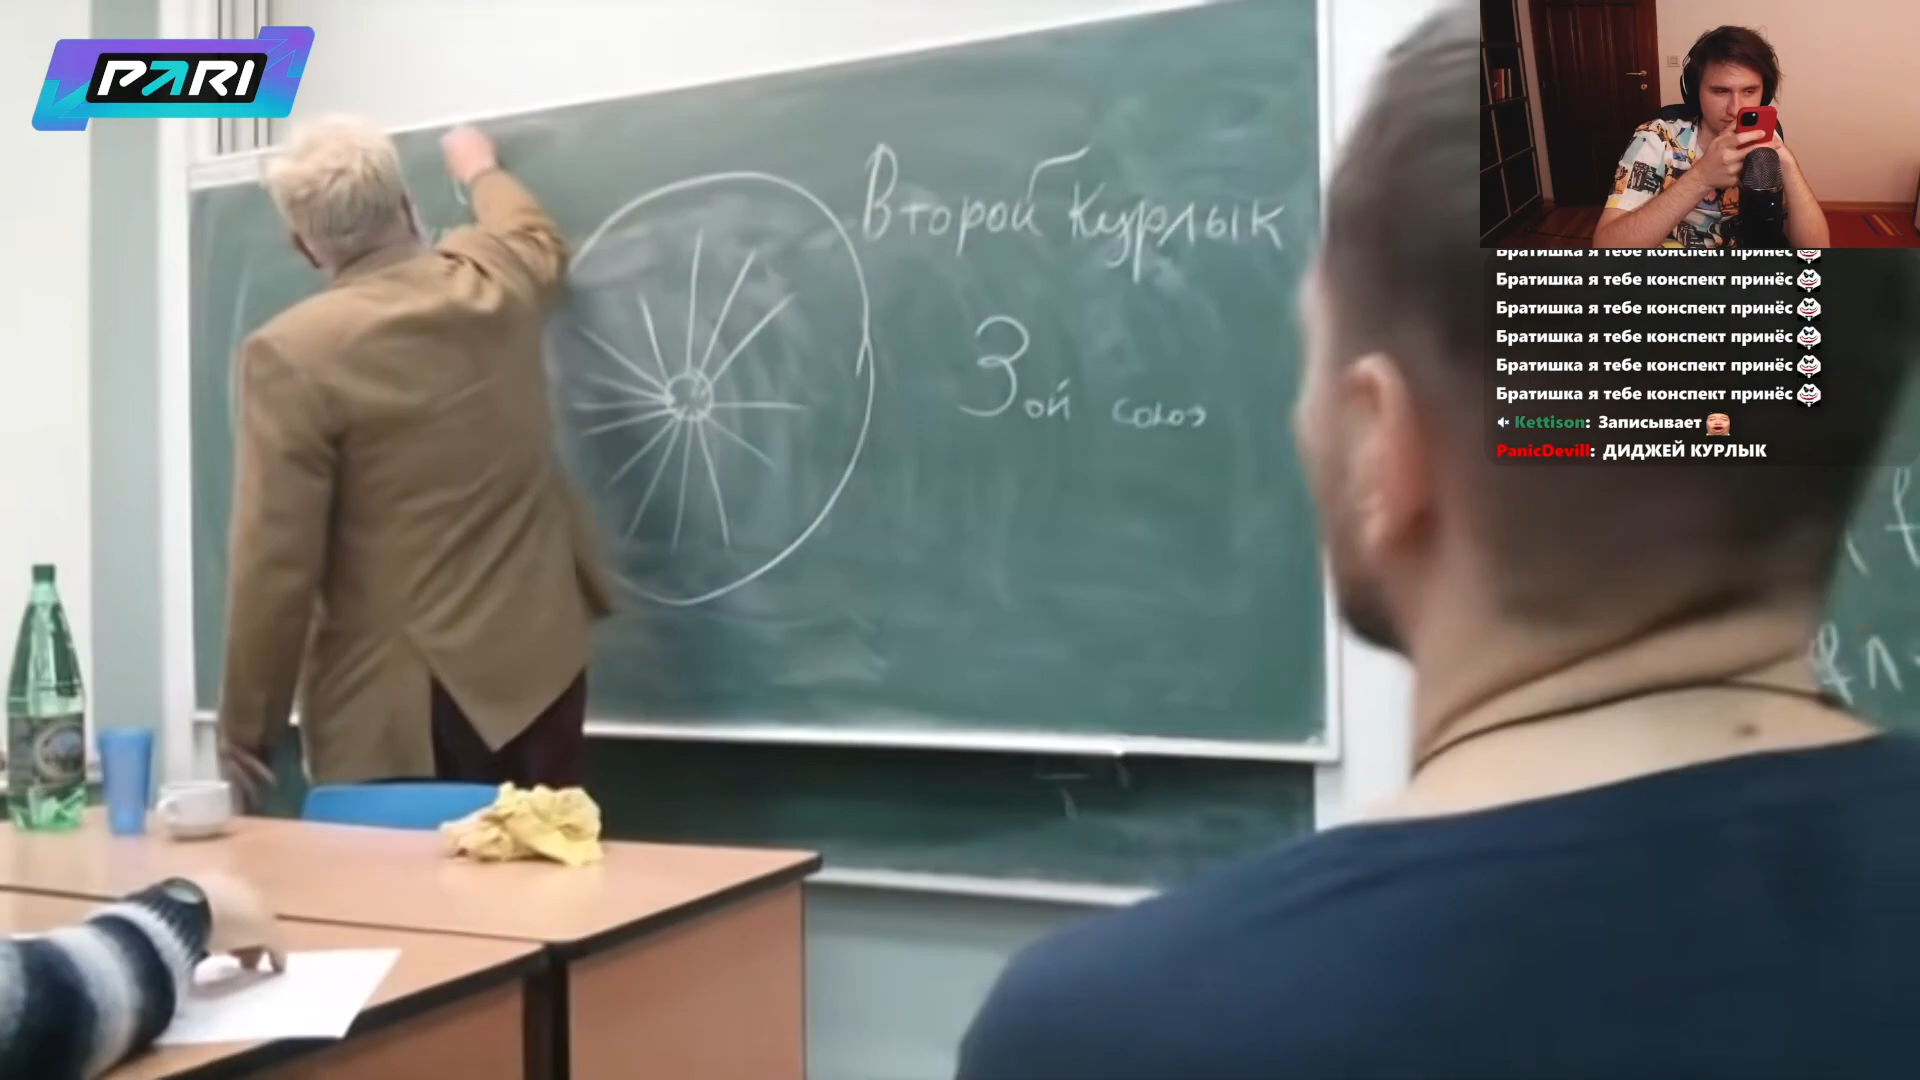 PARI
Второй Курлык
3ой союз
Братишка я тебе конспект принёс
Братишка я тебе конспект принёс
Братишка я тебе конспект принёс
Братишка я тебе конспект принёс
Братишка я тебе конспект принёс
Братишка я тебе конспект принёс
Kettison: Записывает
PanicDevill: ДИДЖЕЙ КУРЛЫК